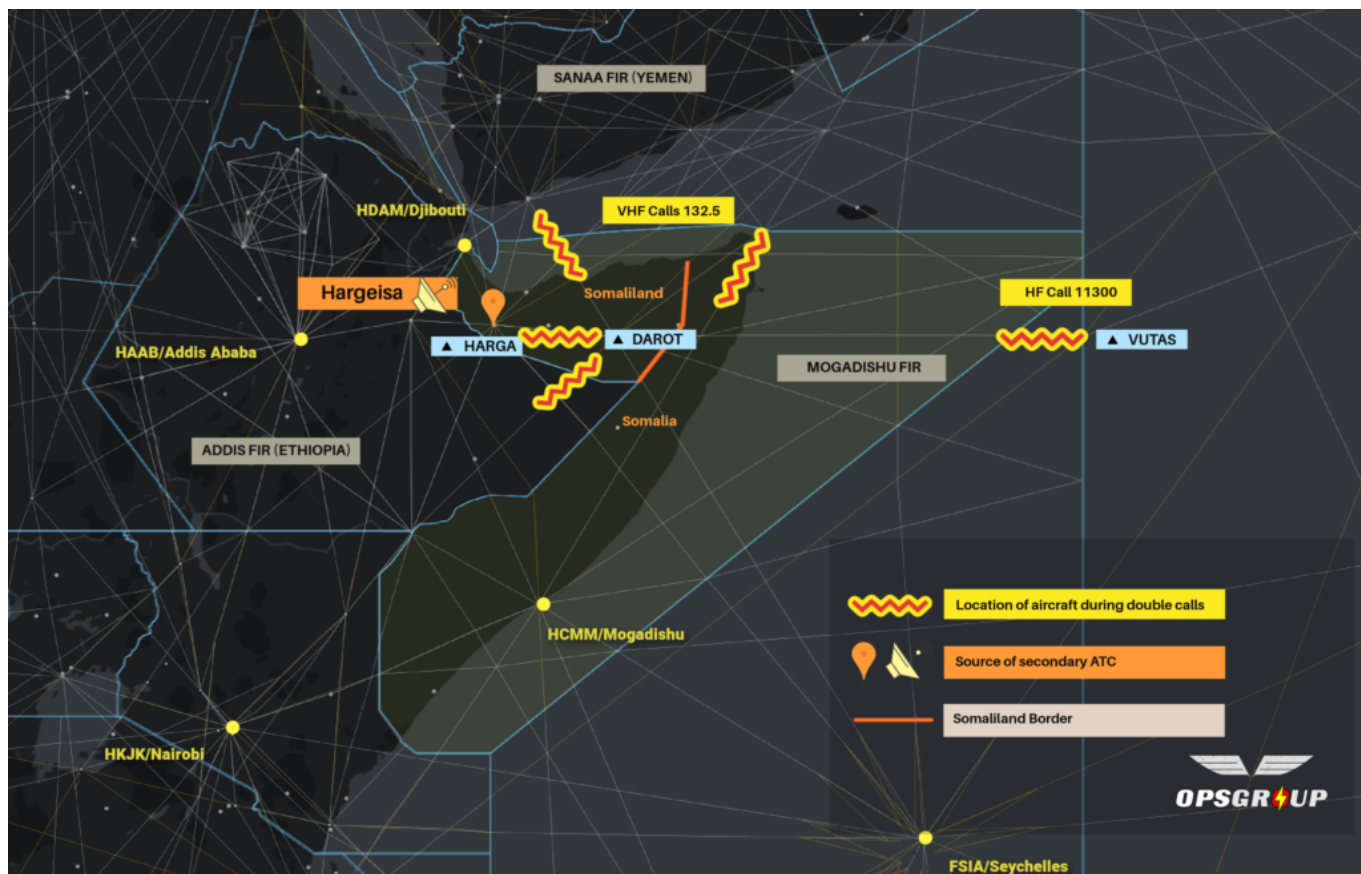 SANAA FIR (YEMEN)
HDAM/Djibouti
VHF Calls 132.5
Hargeisa
Somaliland
HF Call 11300
HAAB/Addis Ababa
HARGA
DAROT
VUTAS
MOGADISHU FIR
Somalia
ADDIS FIR (ETHIOPIA)
Location of aircraft during double calls
HCMM/Mogadishu
Source of secondary ATC
Somaliland Border
HKJK/Nairobi
OPSGROUP
FSIA/Seychelles